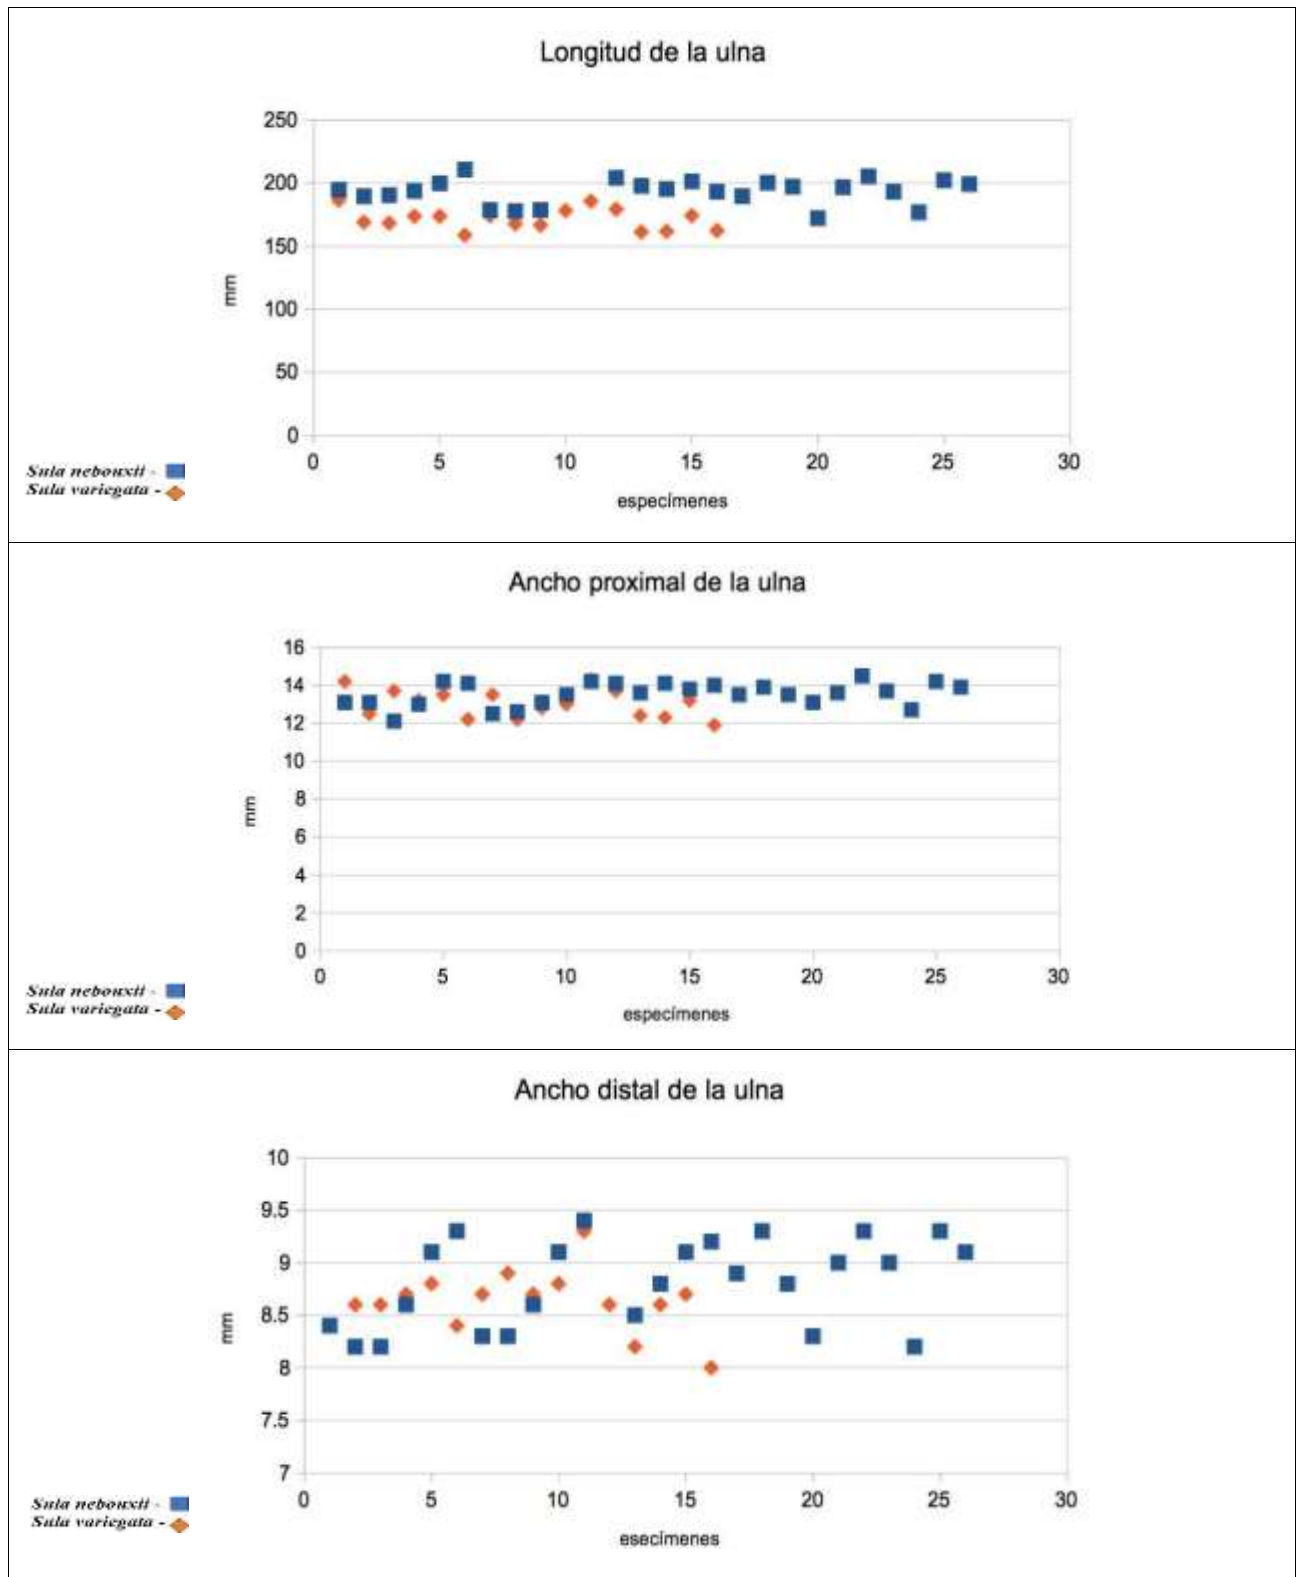 Longitud de la ulna
250
200
150
100
50
0
mm
0 5 10 15 20 25 30
especímenes
Sula nebouxii -
Sula variegata -
Ancho proximal de la ulna
16
14
12
10
8
6
4
2
0
mm
0 5 10 15 20 25 30
especímenes
Sula nebouxii -
Sula variegata -
Ancho distal de la ulna
10
9.5
9
8.5
8
7.5
7
mm
0 5 10 15 20 25 30
esecímenes
Sula nebouxii -
Sula variegata -